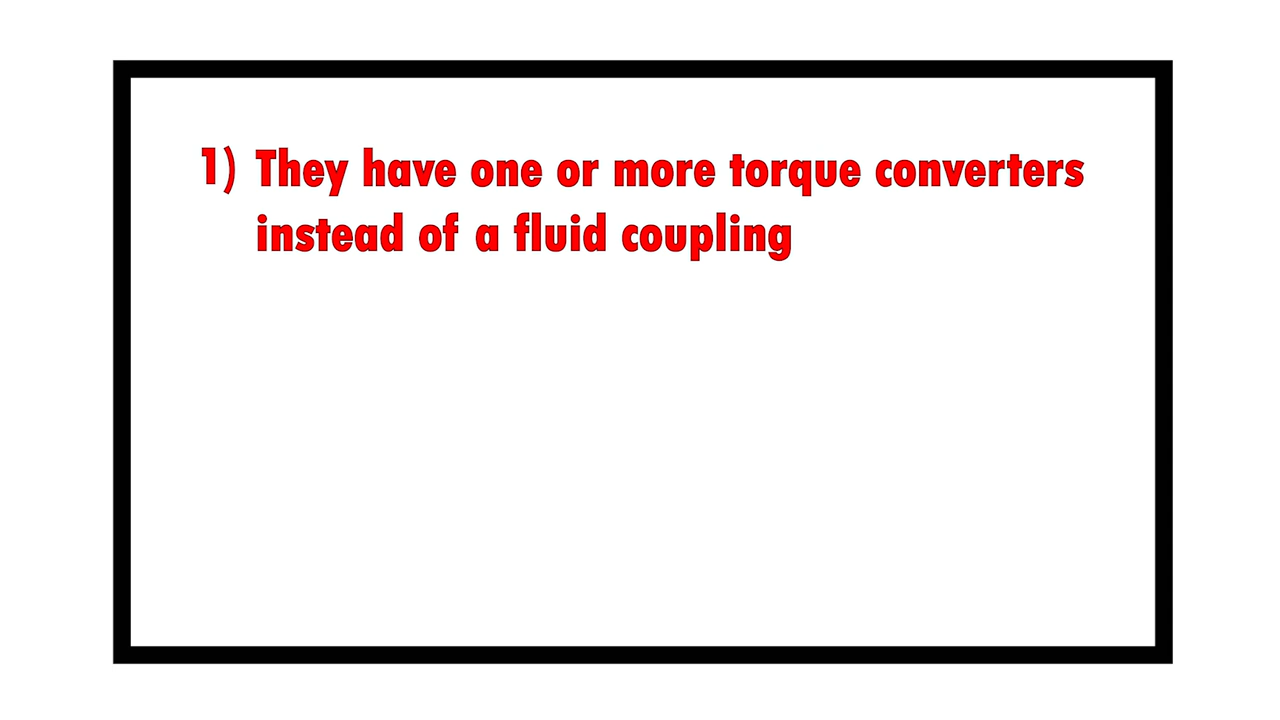 1) They have one or more torque converters
instead of a fluid coupling